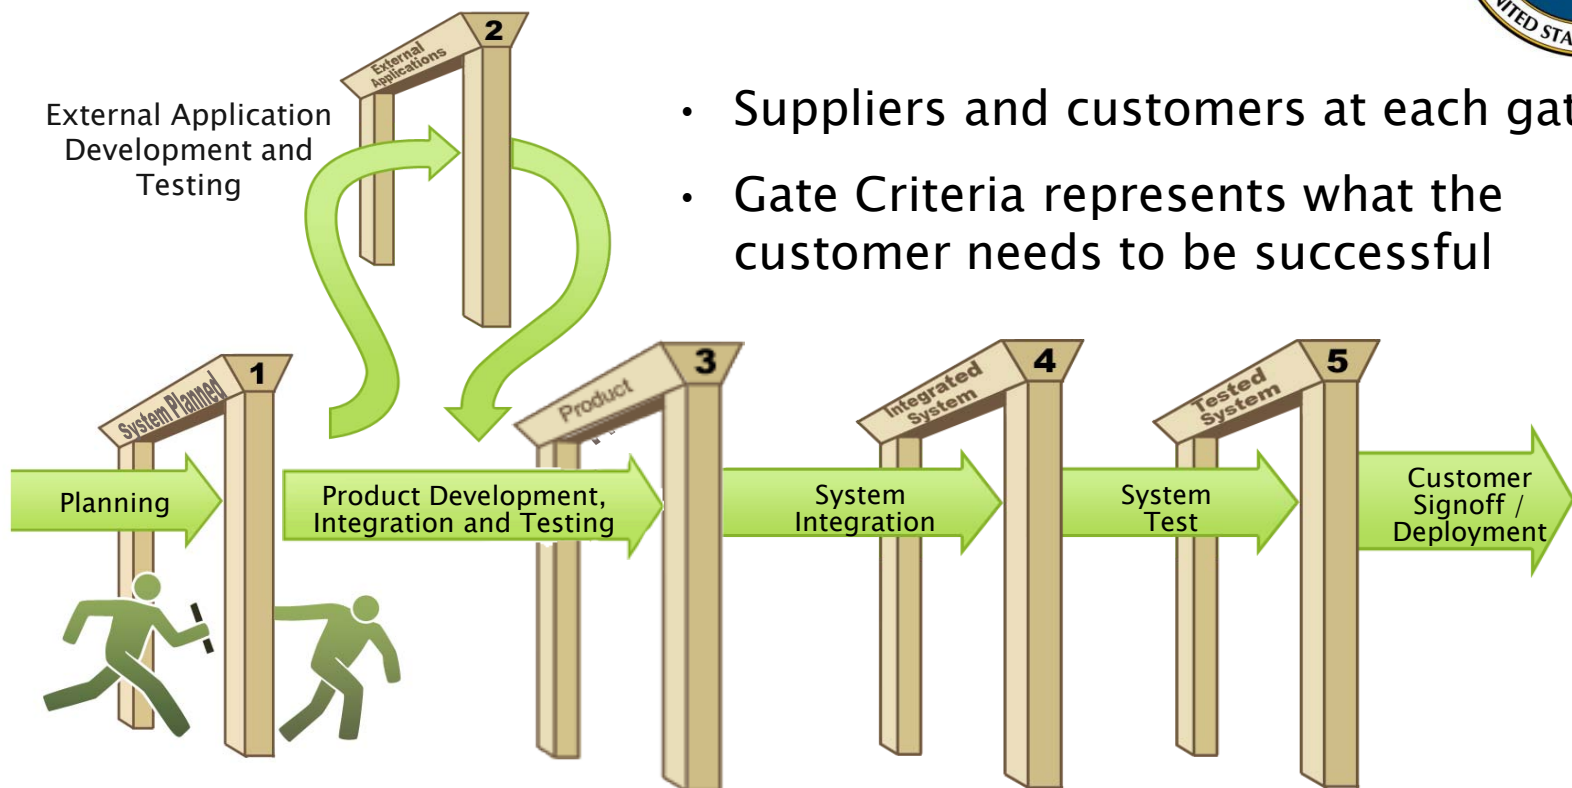 NITED STA
2
External
Applications
External Application
Development and
Testing
• Suppliers and customers at each gat
• Gate Criteria represents what the
customer needs to be successful
1
System Planned
3
Product
4
Integrated
System
5
Tested
System
Planning
Product Development,
Integration and Testing
System
Integration
System
Test
Customer
Signoff /
Deployment